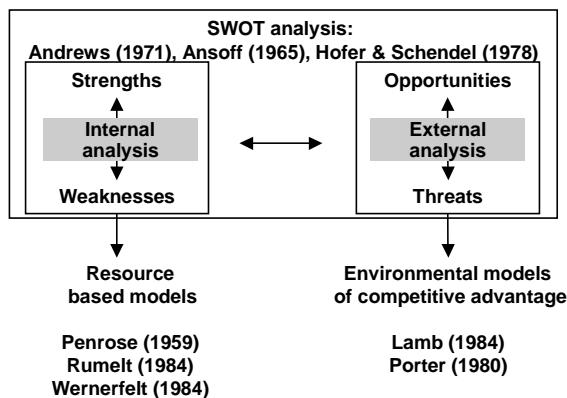 SWOT analysis:
Andrews (1971), Ansoff (1965), Hofer & Schendel (1978)
Strengths
Internal
analysis
Weaknesses
Opportunities
External
analysis
Threats
Resource
based models
Penrose (1959)
Rumelt (1984)
Wernerfelt (1984)
Environmental models
of competitive advantage
Lamb (1984)
Porter (1980)